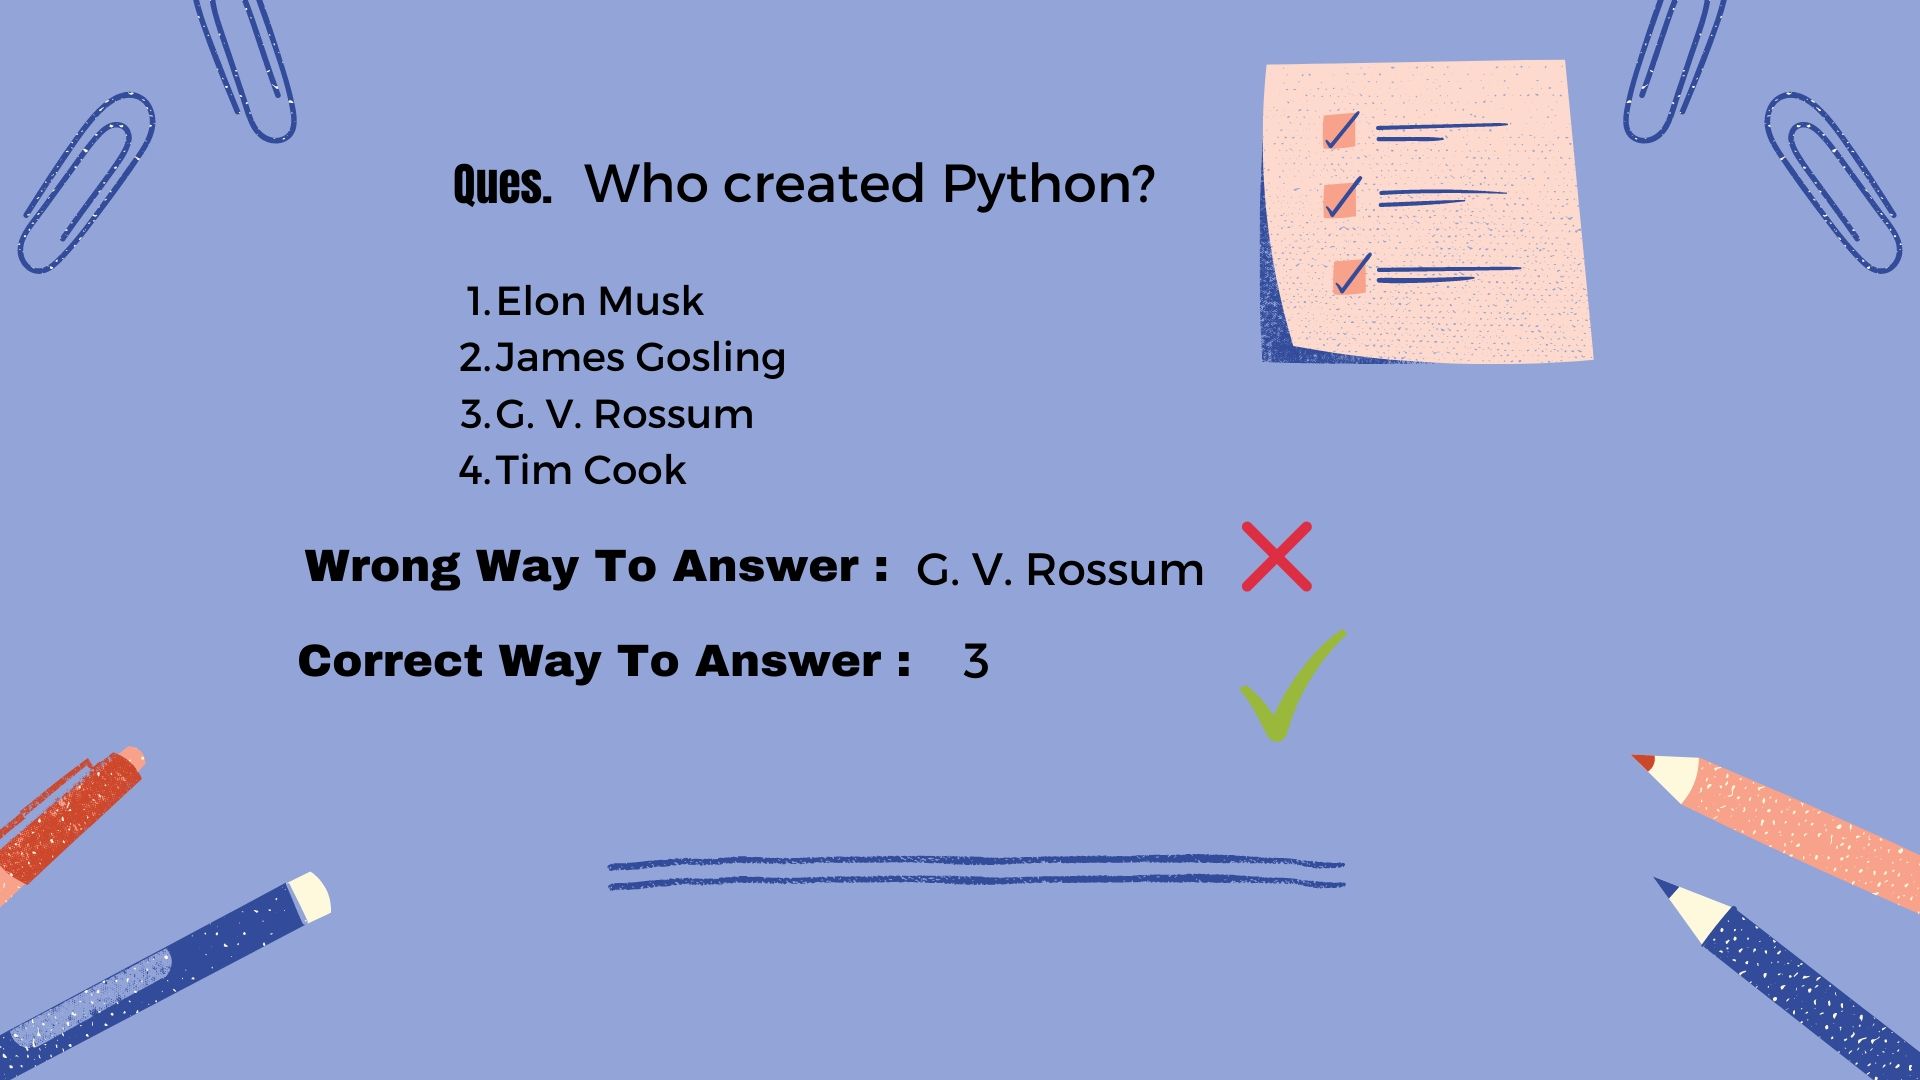 Ques. Who created Python?
1. Elon Musk
2. James Gosling
3. G. V. Rossum
4. Tim Cook
Wrong Way To Answer : G. V. Rossum
Correct Way To Answer : 3